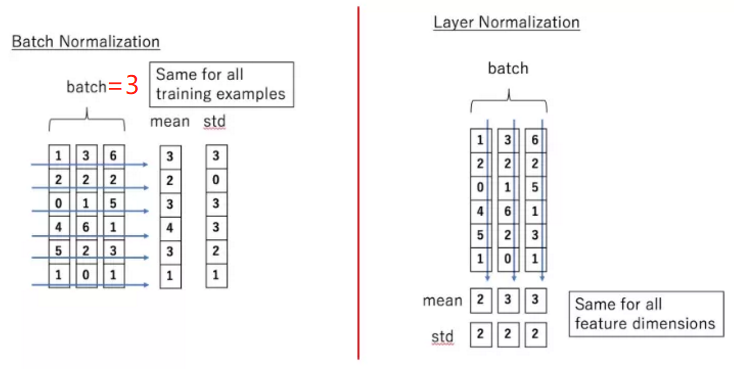 Batch Normalization
batch=3
Same for all
training examples
mean std
1 3 6 3 3
2 2 2 2 0
0 1 5 3 3
4 6 1 4 3
5 2 3 3 2
1 0 1 1 1
Layer Normalization
batch
1 3 6
2 2 2
0 1 5
4 6 1
5 2 3
1 0 1
mean 2 3 3
std 2 2 2
Same for all
feature dimensions